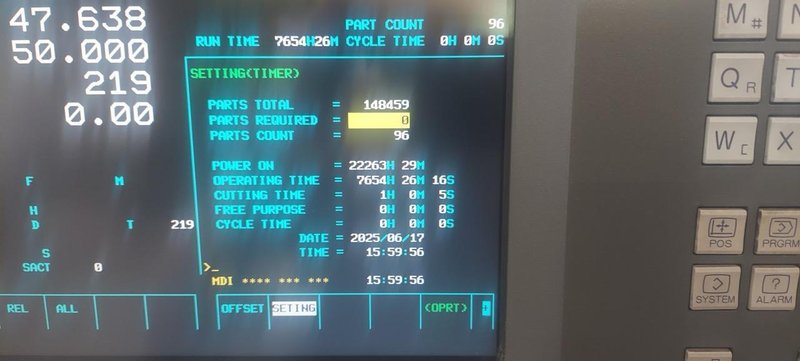 47.638
50.000
219
0.00
PART COUNT 96
RUN TIME 7654H26M CYCLE TIME 0H 0M 0S
SETTING(TIMER)
PARTS TOTAL = 148459
PARTS REQUIRED = 0
PARTS COUNT = 96
POWER ON = 22263H 29M
OPERATING TIME = 7654H 26M 16S
CUTTING TIME = 1H 0M 5S
FREE PURPOSE = 0H 0M 0S
CYCLE TIME = 0H 0M 0S
DATE = 2025/06/17
TIME = 15:59:56
F M
H
D T 219
S
SACT 0
>_
MDI **** *** *** 15:59:56
REL ALL OFFSET SETING (OPRT) +
M #
Q R T
W C X
POS PRGRM
SYSTEM ? ALARM